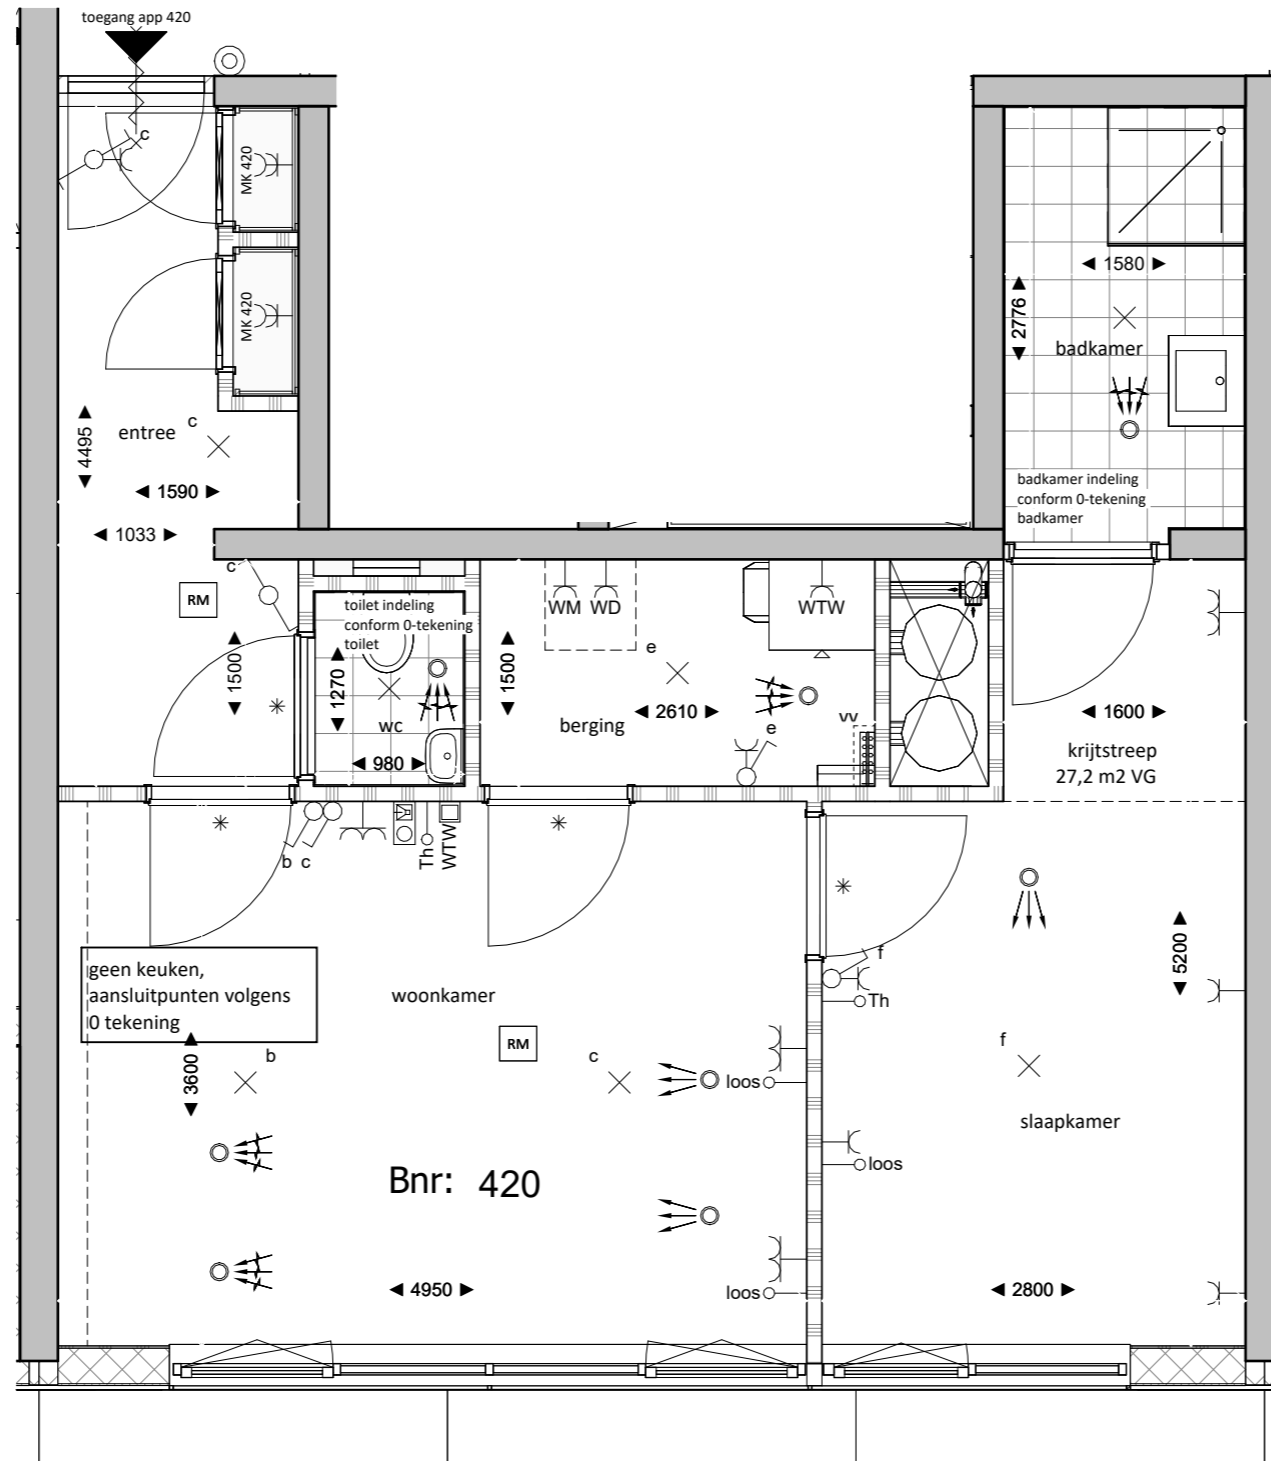 toegang app 420
c
MK 420
MK 420
1580
2776
badkamer
4495
entree
c
1590
1033
badkamer indeling
conform 0-tekening
badkamer
c
RM
toilet indeling
conform 0-tekening
toilet
1500
1270
wc
980
1500
WM
WD
WTW
e
2610
berging
e
vv
1600
krijtstreep
27,2 m2 VG
b
c
Th
WTW
geen keuken,
aansluitpunten volgens
0 tekening
woonkamer
RM
b
c
3600
loos
f
Th
5200
f
slaapkamer
loos
Bnr: 420
4950
loos
2800